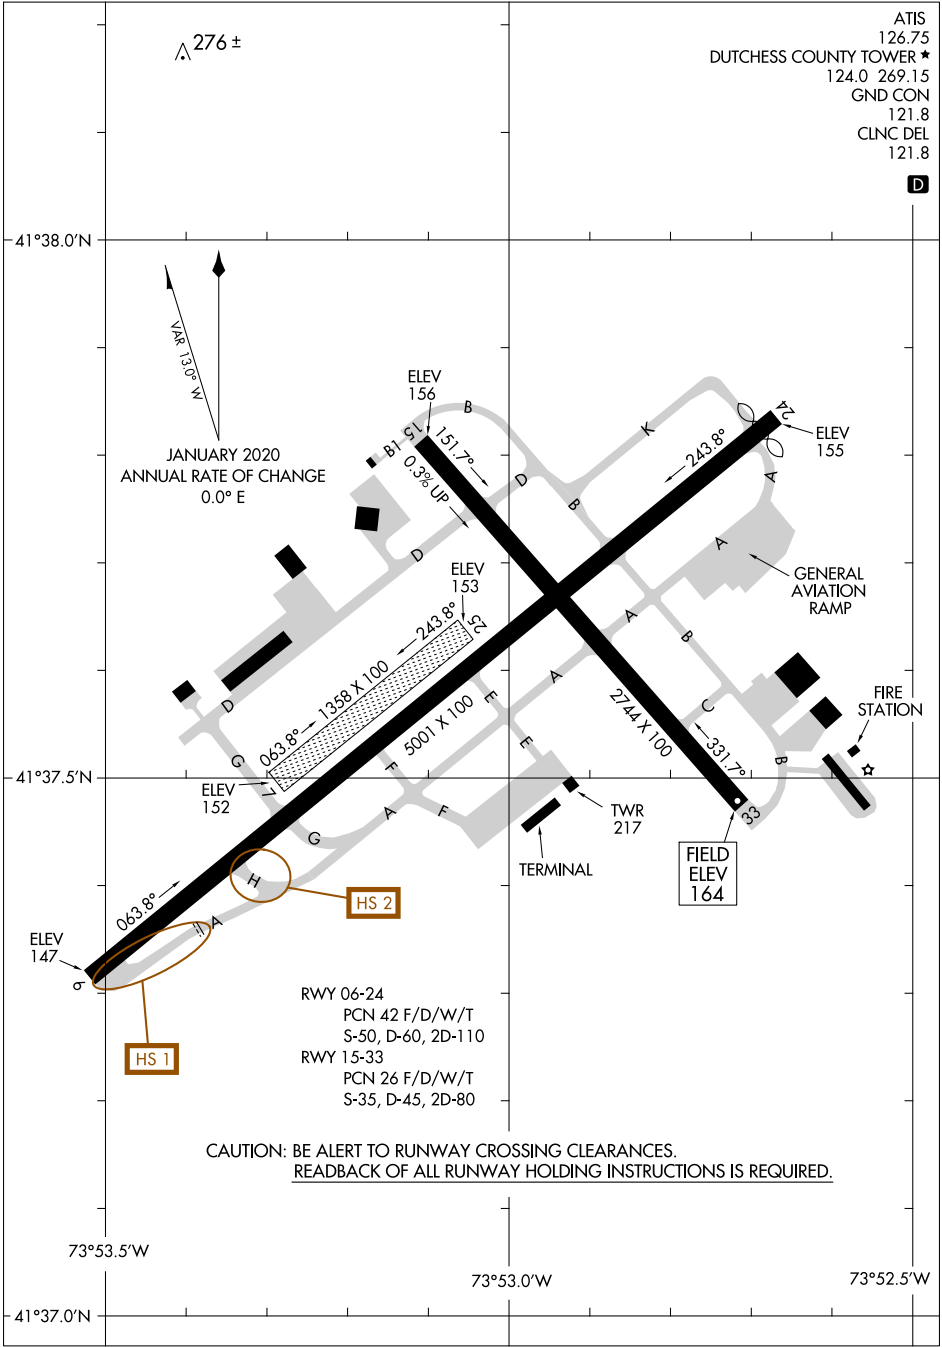 276 ±
ATIS
126.75
DUTCHESS COUNTY TOWER ★
124.0 269.15
GND CON
121.8
CLNC DEL
121.8
D
41°38.0'N
VAR 13.0° W
JANUARY 2020
ANNUAL RATE OF CHANGE
0.0° E
ELEV
156
B
B1
15
151.7°
0.3% UP
D
K
B
243.8°
24
ELEV
155
A
A
GENERAL
AVIATION
RAMP
D
ELEV
153
25
243.8°
1358 X 100
063.8°
7
ELEV
152
D
G
5001 X 100
E
A
A
B
E
F
A
F
G
2744 X 100
C
331.7°
33
B
FIRE
STATION
41°37.5'N
TWR
217
TERMINAL
FIELD
ELEV
164
H
HS 2
063.8°
A
ELEV
147
6
HS 1
RWY 06-24
PCN 42 F/D/W/T
S-50, D-60, 2D-110
RWY 15-33
PCN 26 F/D/W/T
S-35, D-45, 2D-80
CAUTION: BE ALERT TO RUNWAY CROSSING CLEARANCES.
READBACK OF ALL RUNWAY HOLDING INSTRUCTIONS IS REQUIRED.
73°53.5'W
73°53.0'W
73°52.5'W
41°37.0'N